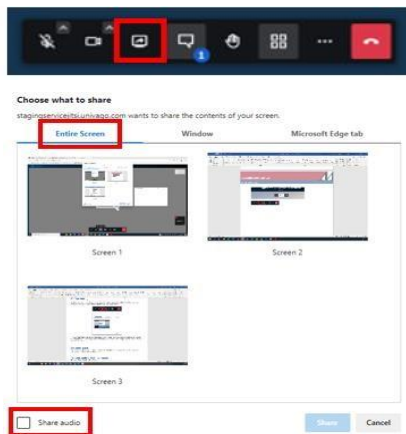 1
Choose what to share
stagingservicejitsi.univago.com wants to share the contents of your screen.
Entire Screen Window Microsoft Edge tab
Screen 1 Screen 2
Screen 3
Share audio Share Cancel